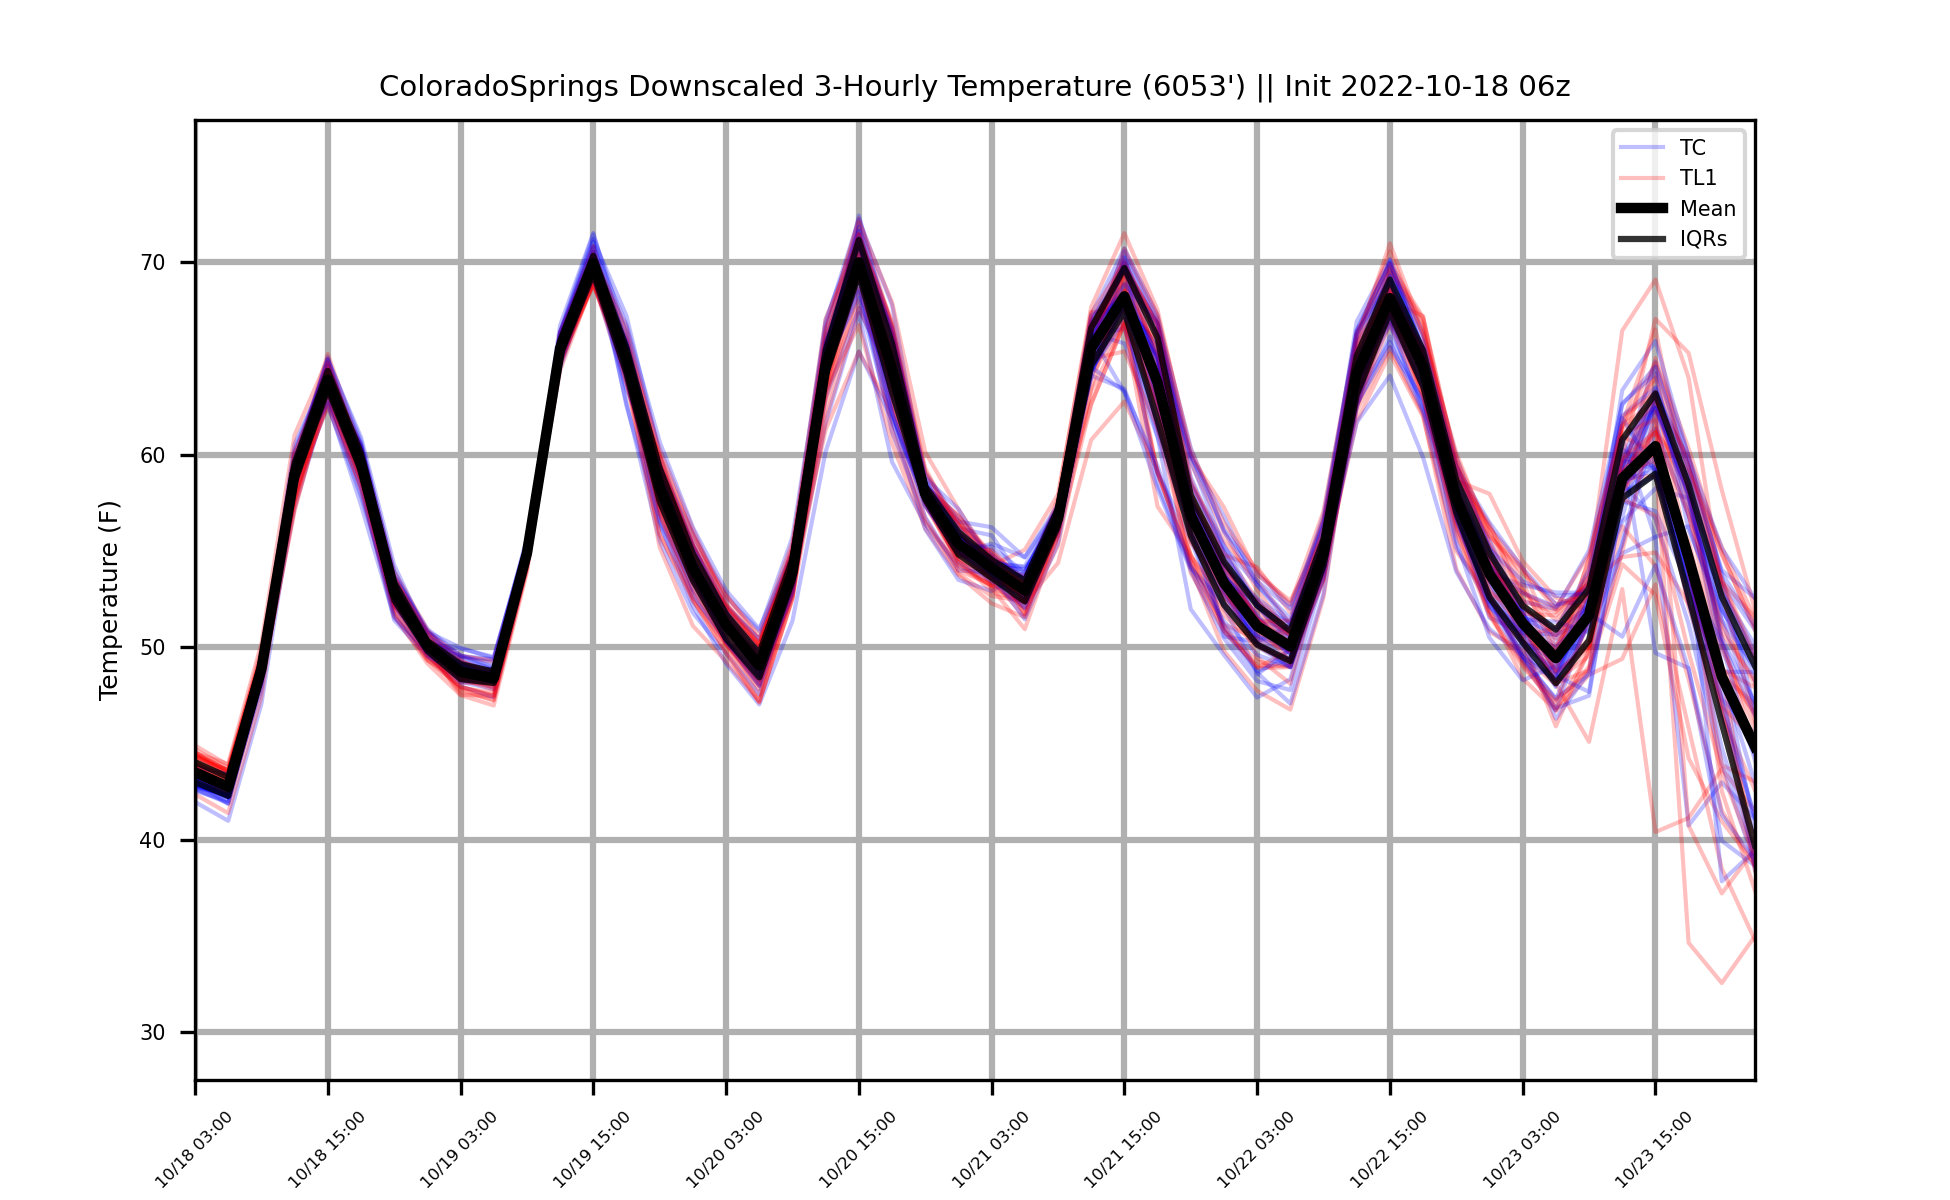 ColoradoSprings Downscaled 3-Hourly Temperature (6053') || Init 2022-10-18 06z
TC
TL1
Mean
IQRs
Temperature (F)
70
60
50
40
30
10/18 03:00
10/18 15:00
10/19 03:00
10/19 15:00
10/20 03:00
10/20 15:00
10/21 03:00
10/21 15:00
10/22 03:00
10/22 15:00
10/23 03:00
10/23 15:00